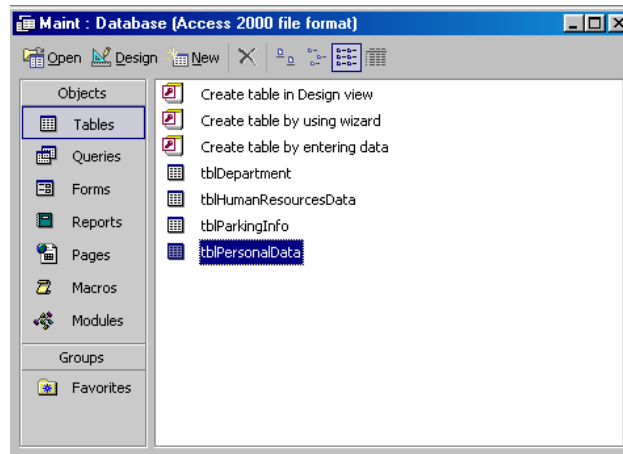 Maint : Database (Access 2000 file format)
Open Design New
Objects
Tables
Queries
Forms
Reports
Pages
Macros
Modules
Groups
Favorites
Create table in Design view
Create table by using wizard
Create table by entering data
tblDepartment
tblHumanResourcesData
tblParkingInfo
tblPersonalData